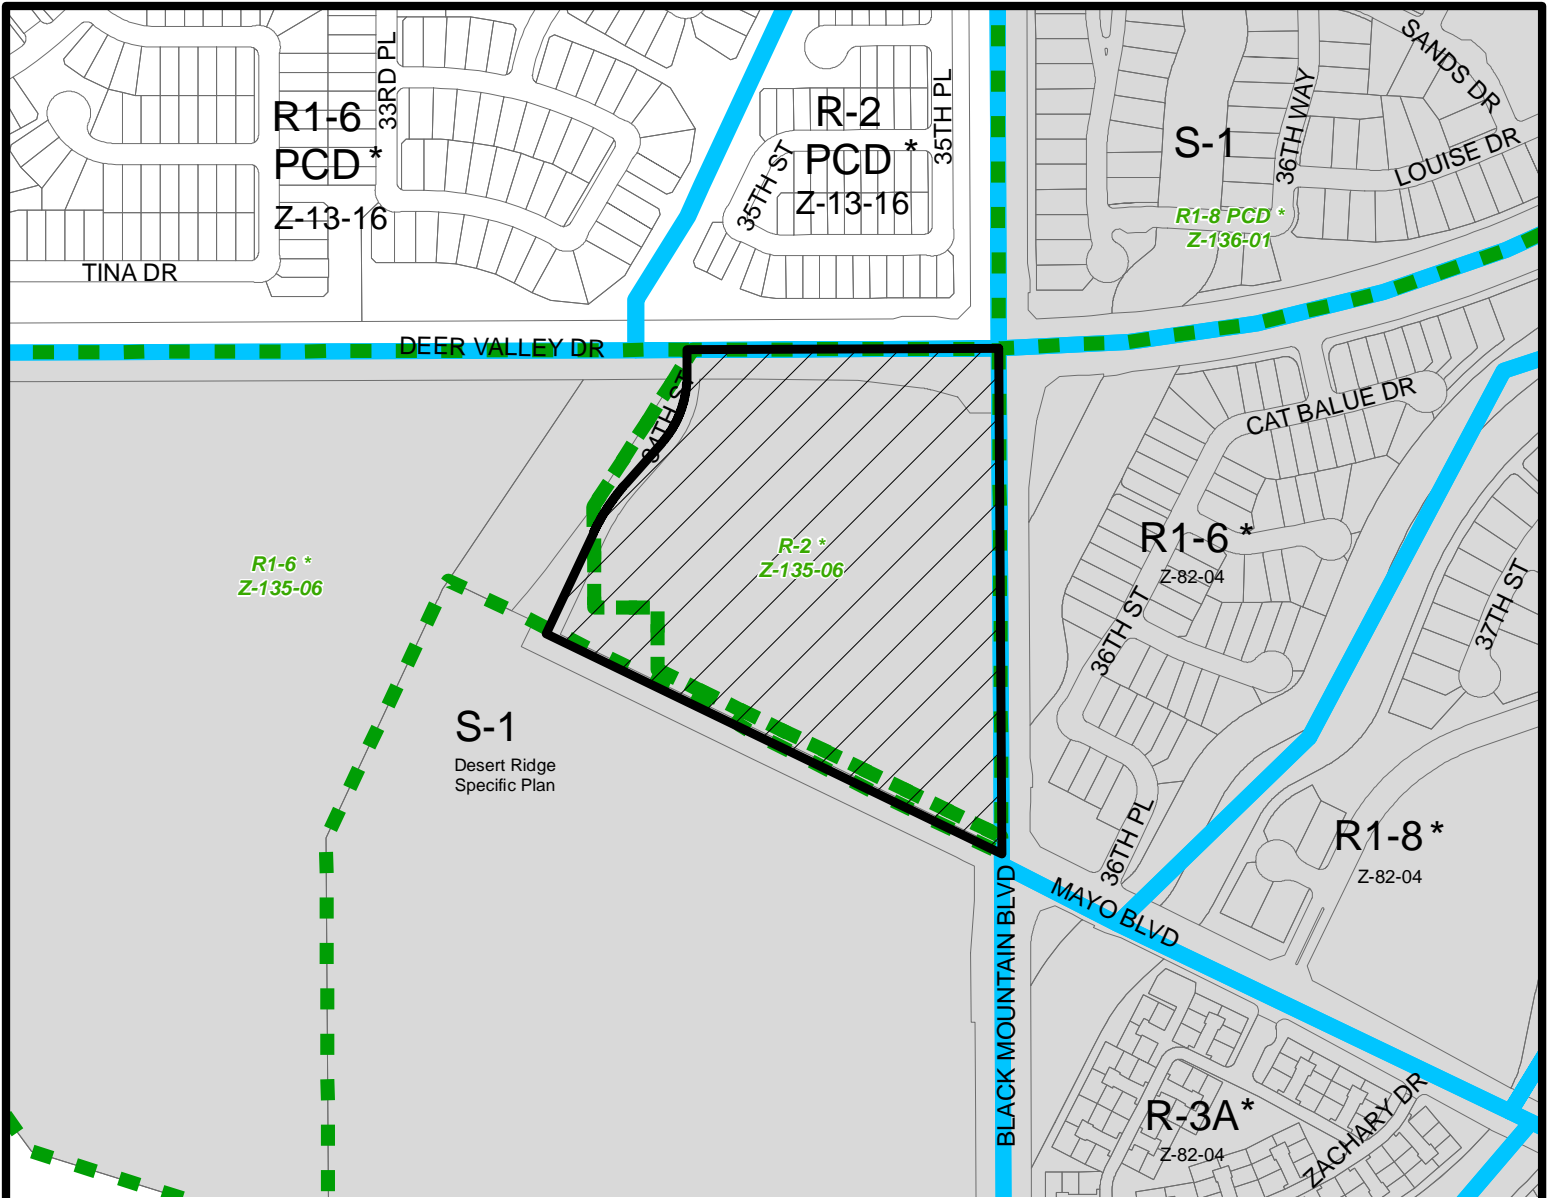 SANDS DR
33RD PL
R1-6
PCD *
Z-13-16
R-2
PCD *
Z-13-16
35TH PL
35TH ST
S-1
36TH WAY
LOUISE DR
R1-8 PCD *
Z-136-01
TINA DR
DEER VALLEY DR
34TH ST
CAT BALUE DR
R1-6 *
Z-135-06
R-2 *
Z-135-06
R1-6 *
Z-82-04
36TH ST
37TH ST
S-1
Desert Ridge
Specific Plan
36TH PL
R1-8 *
Z-82-04
MAYO BLVD
BLACK MOUNTAIN BLVD
R-3A*
Z-82-04
ZACHARY DR